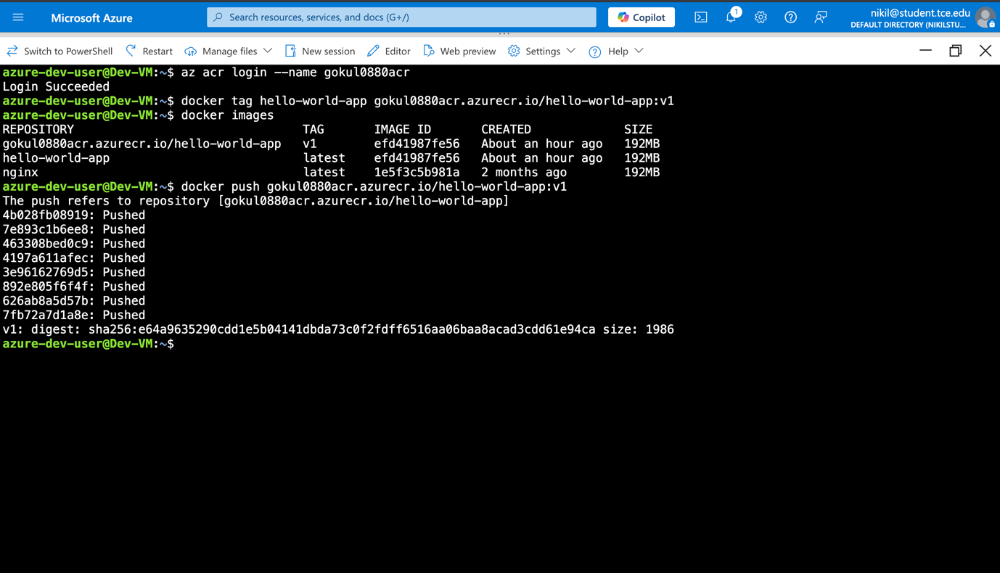 Microsoft Azure
Search resources, services, and docs (G+/)
Copilot
1
nikil@student.tce.edu
DEFAULT DIRECTORY (NIKILSTU...
Switch to PowerShell
Restart
Manage files
New session
Editor
Web preview
Settings
Help
azure-dev-user@Dev-VM:~$ az acr login --name gokul0880acr
Login Succeeded
azure-dev-user@Dev-VM:~$ docker tag hello-world-app gokul0880acr.azurecr.io/hello-world-app:v1
azure-dev-user@Dev-VM:~$ docker images
REPOSITORY TAG IMAGE ID CREATED SIZE
gokul0880acr.azurecr.io/hello-world-app v1 efd41987fe56 About an hour ago 192MB
hello-world-app latest efd41987fe56 About an hour ago 192MB
nginx latest 1e5f3c5b981a 2 months ago 192MB
azure-dev-user@Dev-VM:~$ docker push gokul0880acr.azurecr.io/hello-world-app:v1
The push refers to repository [gokul0880acr.azurecr.io/hello-world-app]
4b028fb08919: Pushed
7e893c1b6ee8: Pushed
463308bed0c9: Pushed
4197a611afec: Pushed
3e96162769d5: Pushed
892e805f6f4f: Pushed
626ab8a5d57b: Pushed
7fb72a7d1a8e: Pushed
v1: digest: sha256:e64a9635290cdd1e5b04141dbda73c0f2fdff6516aa06baa8acad3cdd61e94ca size: 1986
azure-dev-user@Dev-VM:~$